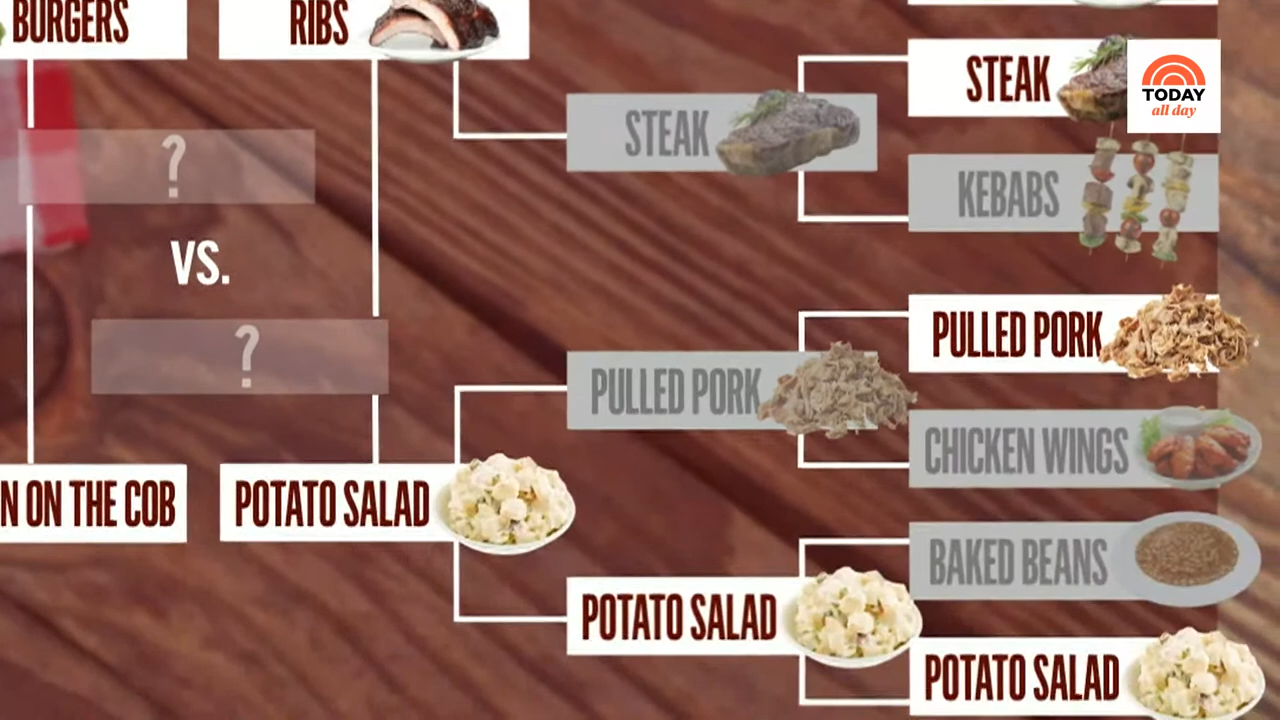 BURGERS
RIBS
STEAK
TODAY
all day
?
STEAK
KEBABS
VS.
?
PULLED PORK
PULLED PORK
CHICKEN WINGS
N ON THE COB
POTATO SALAD
BAKED BEANS
POTATO SALAD
POTATO SALAD